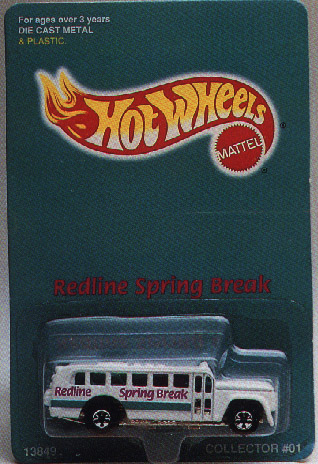 For ages over 3 years
DIE CAST METAL
& PLASTIC.
HOT WHEELS
®
MATTEL
®
Redline Spring Break
Redline Spring Break
13849
COLLECTOR #01